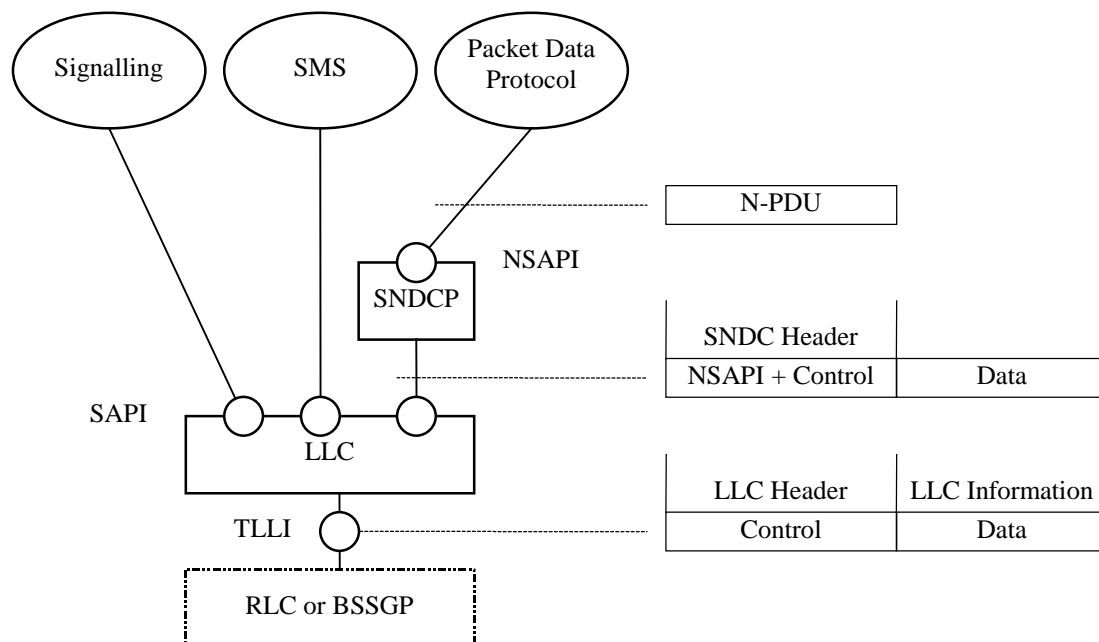 Signalling
SMS
Packet Data
Protocol
N-PDU
NSAPI
SNDCP
SNDC Header
NSAPI + Control
Data
SAPI
LLC
LLC Header
LLC Information
TLLI
Control
Data
RLC or BSSGP